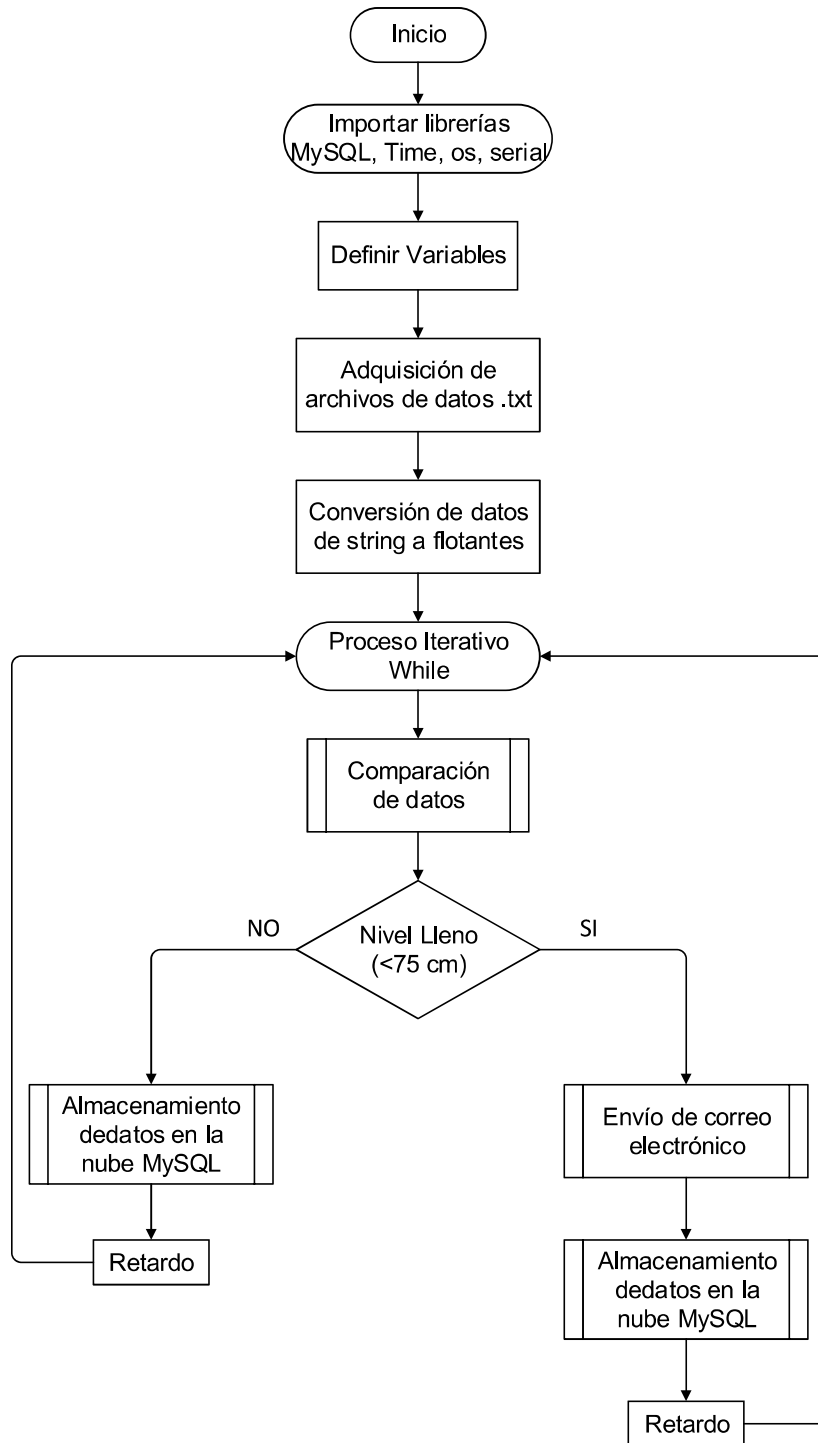 Inicio
Importar librerías
MySQL, Time, os, serial
Definir Variables
Adquisición de
archivos de datos .txt
Conversión de datos
de string a flotantes
Proceso Iterativo
While
Comparación
de datos
NO
Nivel Lleno
(<75 cm)
SI
Almacenamiento
dedatos en la
nube MySQL
Retardo
Envío de correo
electrónico
Almacenamiento
dedatos en la
nube MySQL
Retardo